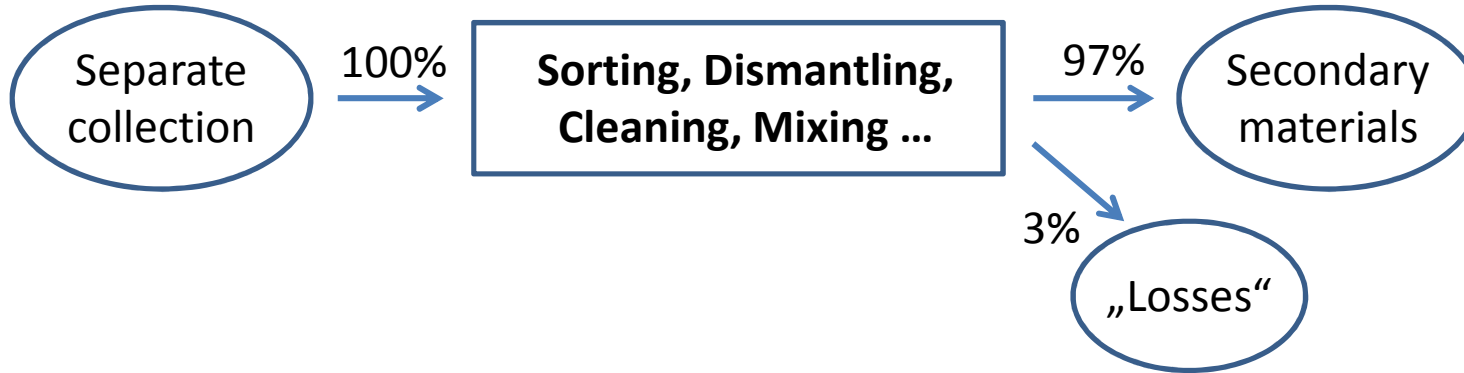 Separate
collection
100%
Sorting, Dismantling,
Cleaning, Mixing ...
97%
Secondary
materials
3%
„Losses“